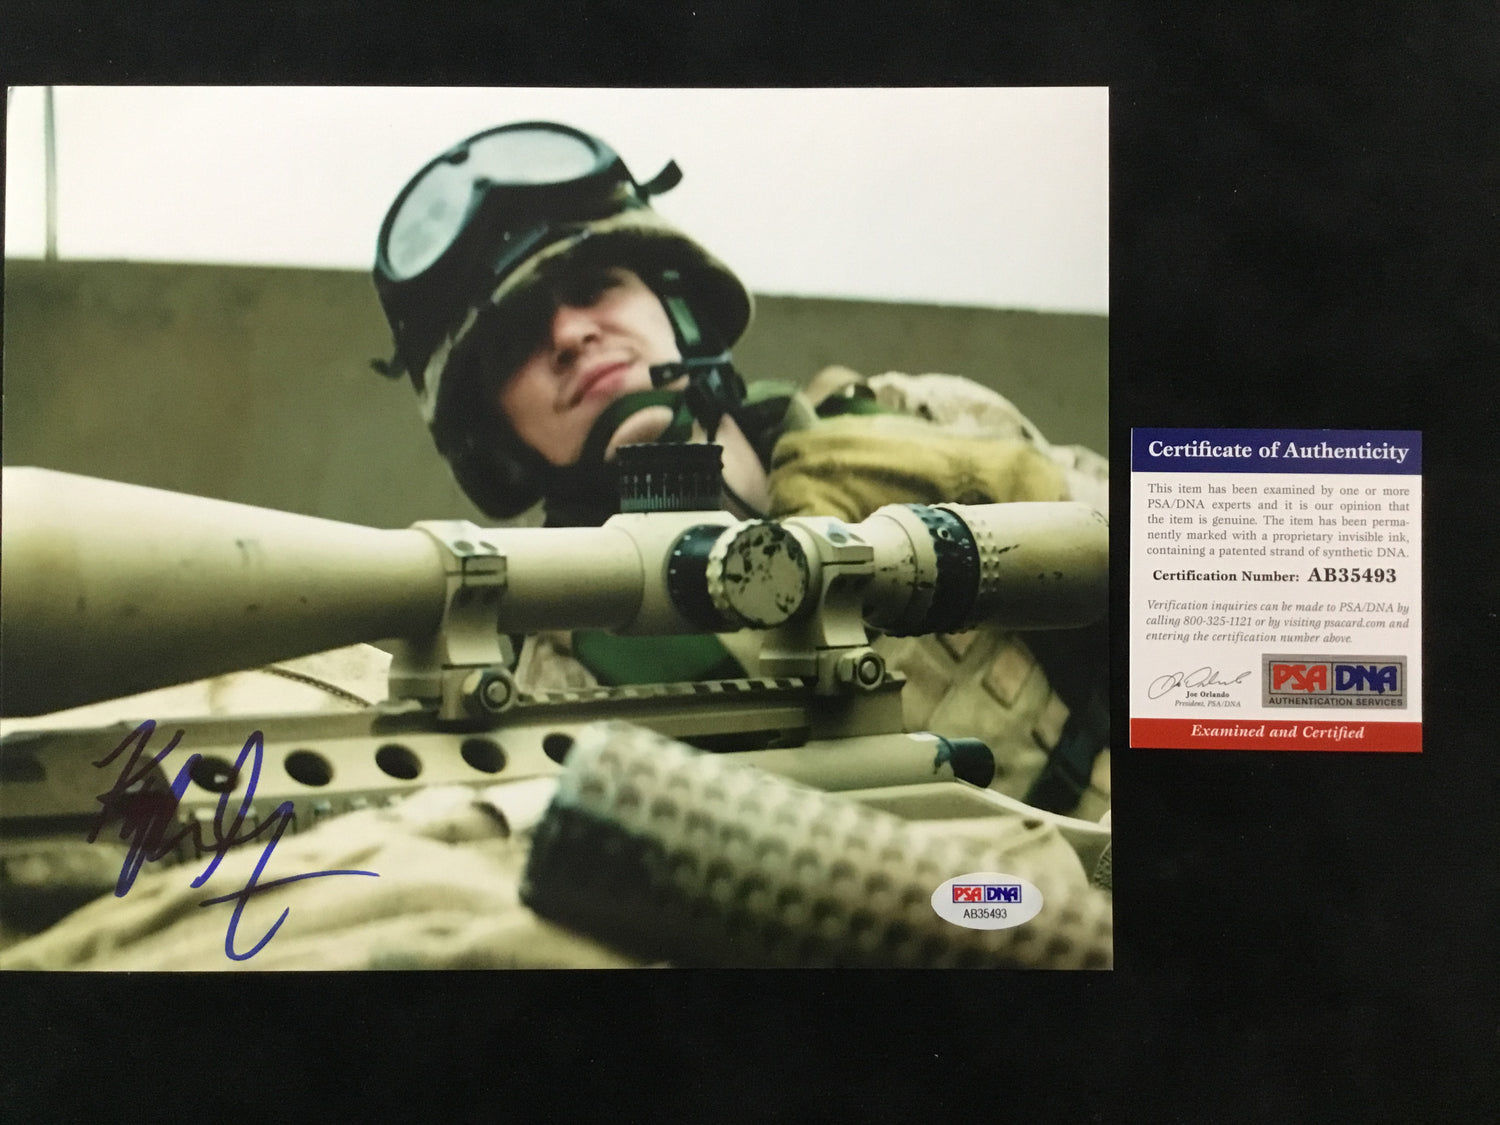 Certificate of Authenticity
This item has been examined by one or more
PSA/DNA experts and it is our opinion that
the item is genuine. The item has been perma-
nently marked with a proprietary invisible ink,
containing a patented strand of synthetic DNA.
Certification Number: AB35493
Verification inquiries can be made to PSA/DNA by
calling 800-325-1121 or by visiting psacard.com and
entering the certification number above.
Joe Orlando
President, PSA/DNA
PSA DNA
AUTHENTICATION SERVICES
Examined and Certified
PSA DNA
AB35493